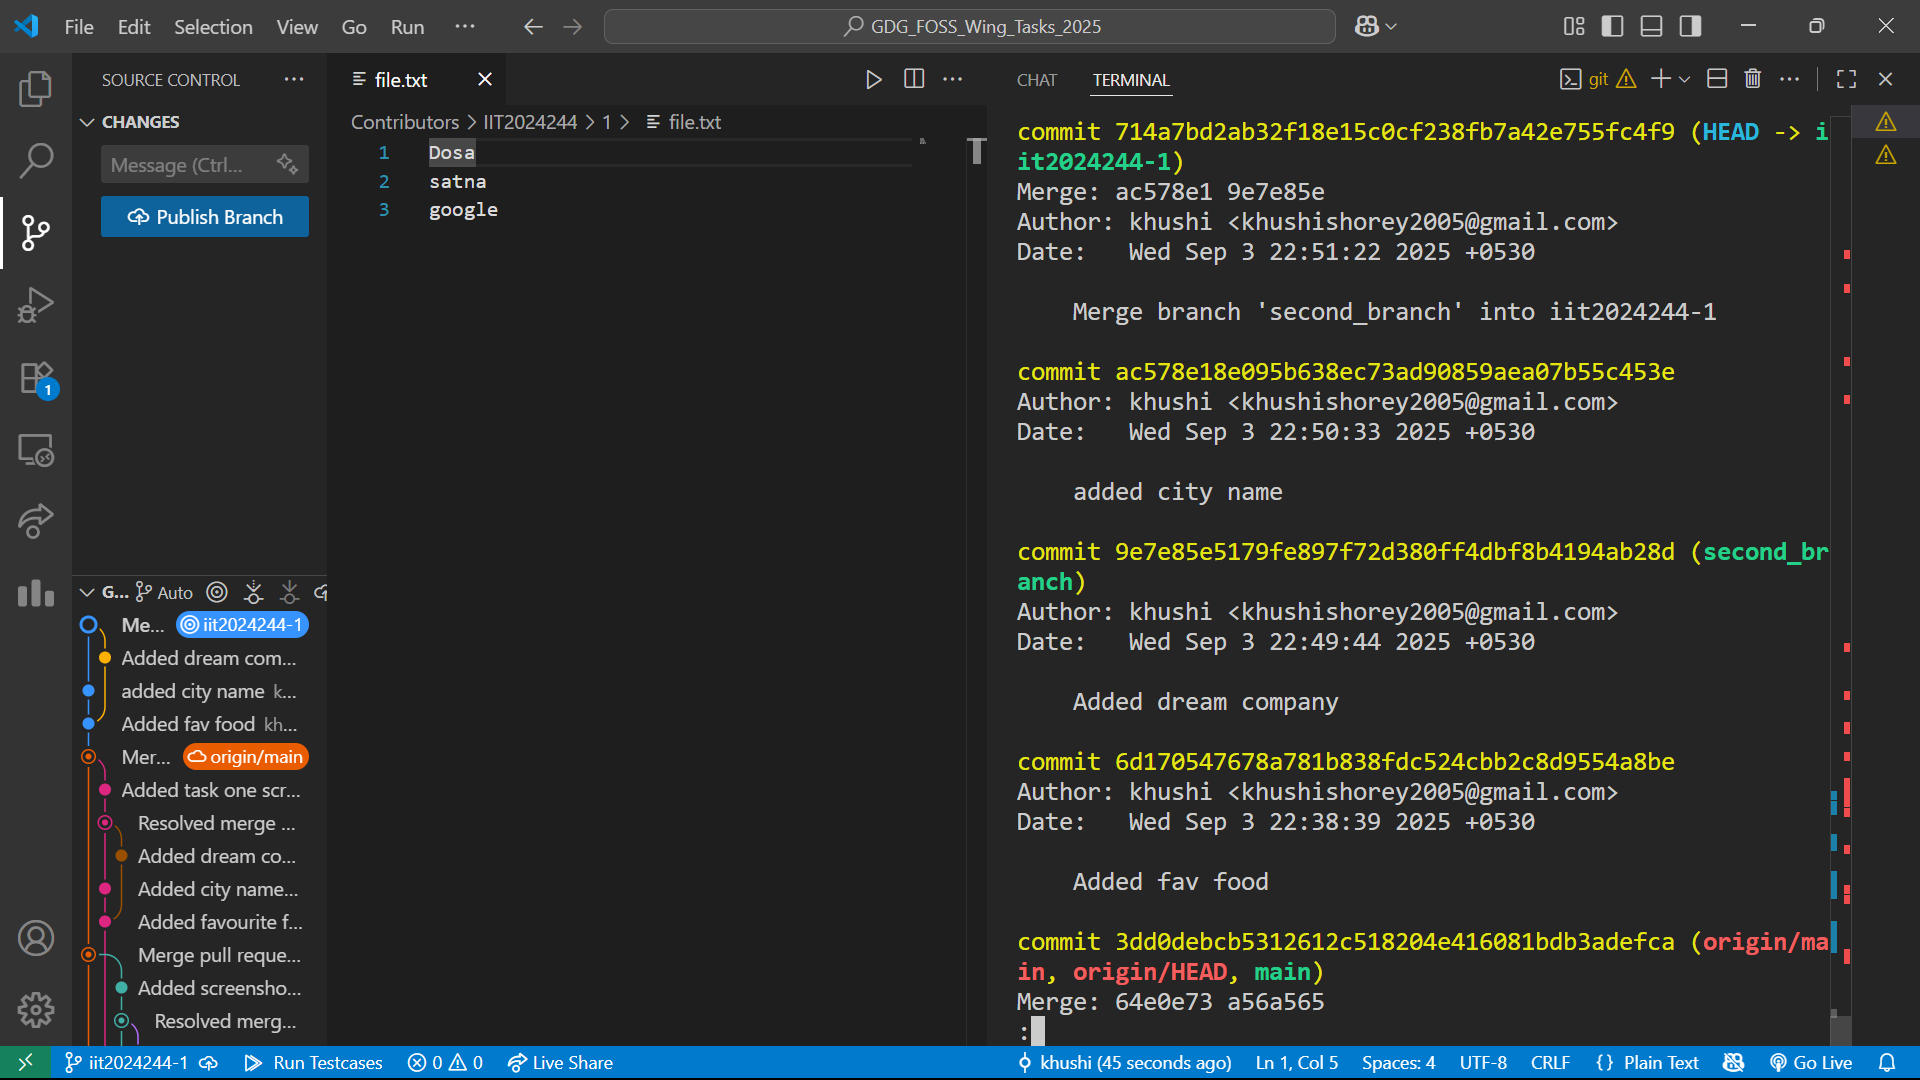 File Edit Selection View Go Run ··· GDG_FOSS_Wing_Tasks_2025
SOURCE CONTROL ···
CHANGES
Message (Ctrl...
Publish Branch
1
G... Auto
Me... iit2024244-1
Added dream com...
added city name k...
Added fav food kh...
Mer... origin/main
Added task one scr...
Resolved merge ...
Added dream co...
Added city name...
Added favourite f...
Merge pull reque...
Added screensho...
Resolved merg...
file.txt
Contributors > IIT2024244 > 1 > file.txt
1 Dosa
2 satna
3 google
CHAT TERMINAL git
commit 714a7bd2ab32f18e15c0cf238fb7a42e755fc4f9 (HEAD -> i
it2024244-1)
Merge: ac578e1 9e7e85e
Author: khushi <khushishorey2005@gmail.com>
Date:   Wed Sep 3 22:51:22 2025 +0530
Merge branch 'second_branch' into iit2024244-1
commit ac578e18e095b638ec73ad90859aea07b55c453e
Author: khushi <khushishorey2005@gmail.com>
Date:   Wed Sep 3 22:50:33 2025 +0530
added city name
commit 9e7e85e5179fe897f72d380ff4dbf8b4194ab28d (second_br
anch)
Author: khushi <khushishorey2005@gmail.com>
Date:   Wed Sep 3 22:49:44 2025 +0530
Added dream company
commit 6d170547678a781b838fdc524cbb2c8d9554a8be
Author: khushi <khushishorey2005@gmail.com>
Date:   Wed Sep 3 22:38:39 2025 +0530
Added fav food
commit 3dd0debcb5312612c518204e416081bdb3adefca (origin/ma
in, origin/HEAD, main)
Merge: 64e0e73 a56a565
:
iit2024244-1 Run Testcases 0 0 Live Share khushi (45 seconds ago) Ln 1, Col 5 Spaces: 4 UTF-8 CRLF {} Plain Text Go Live